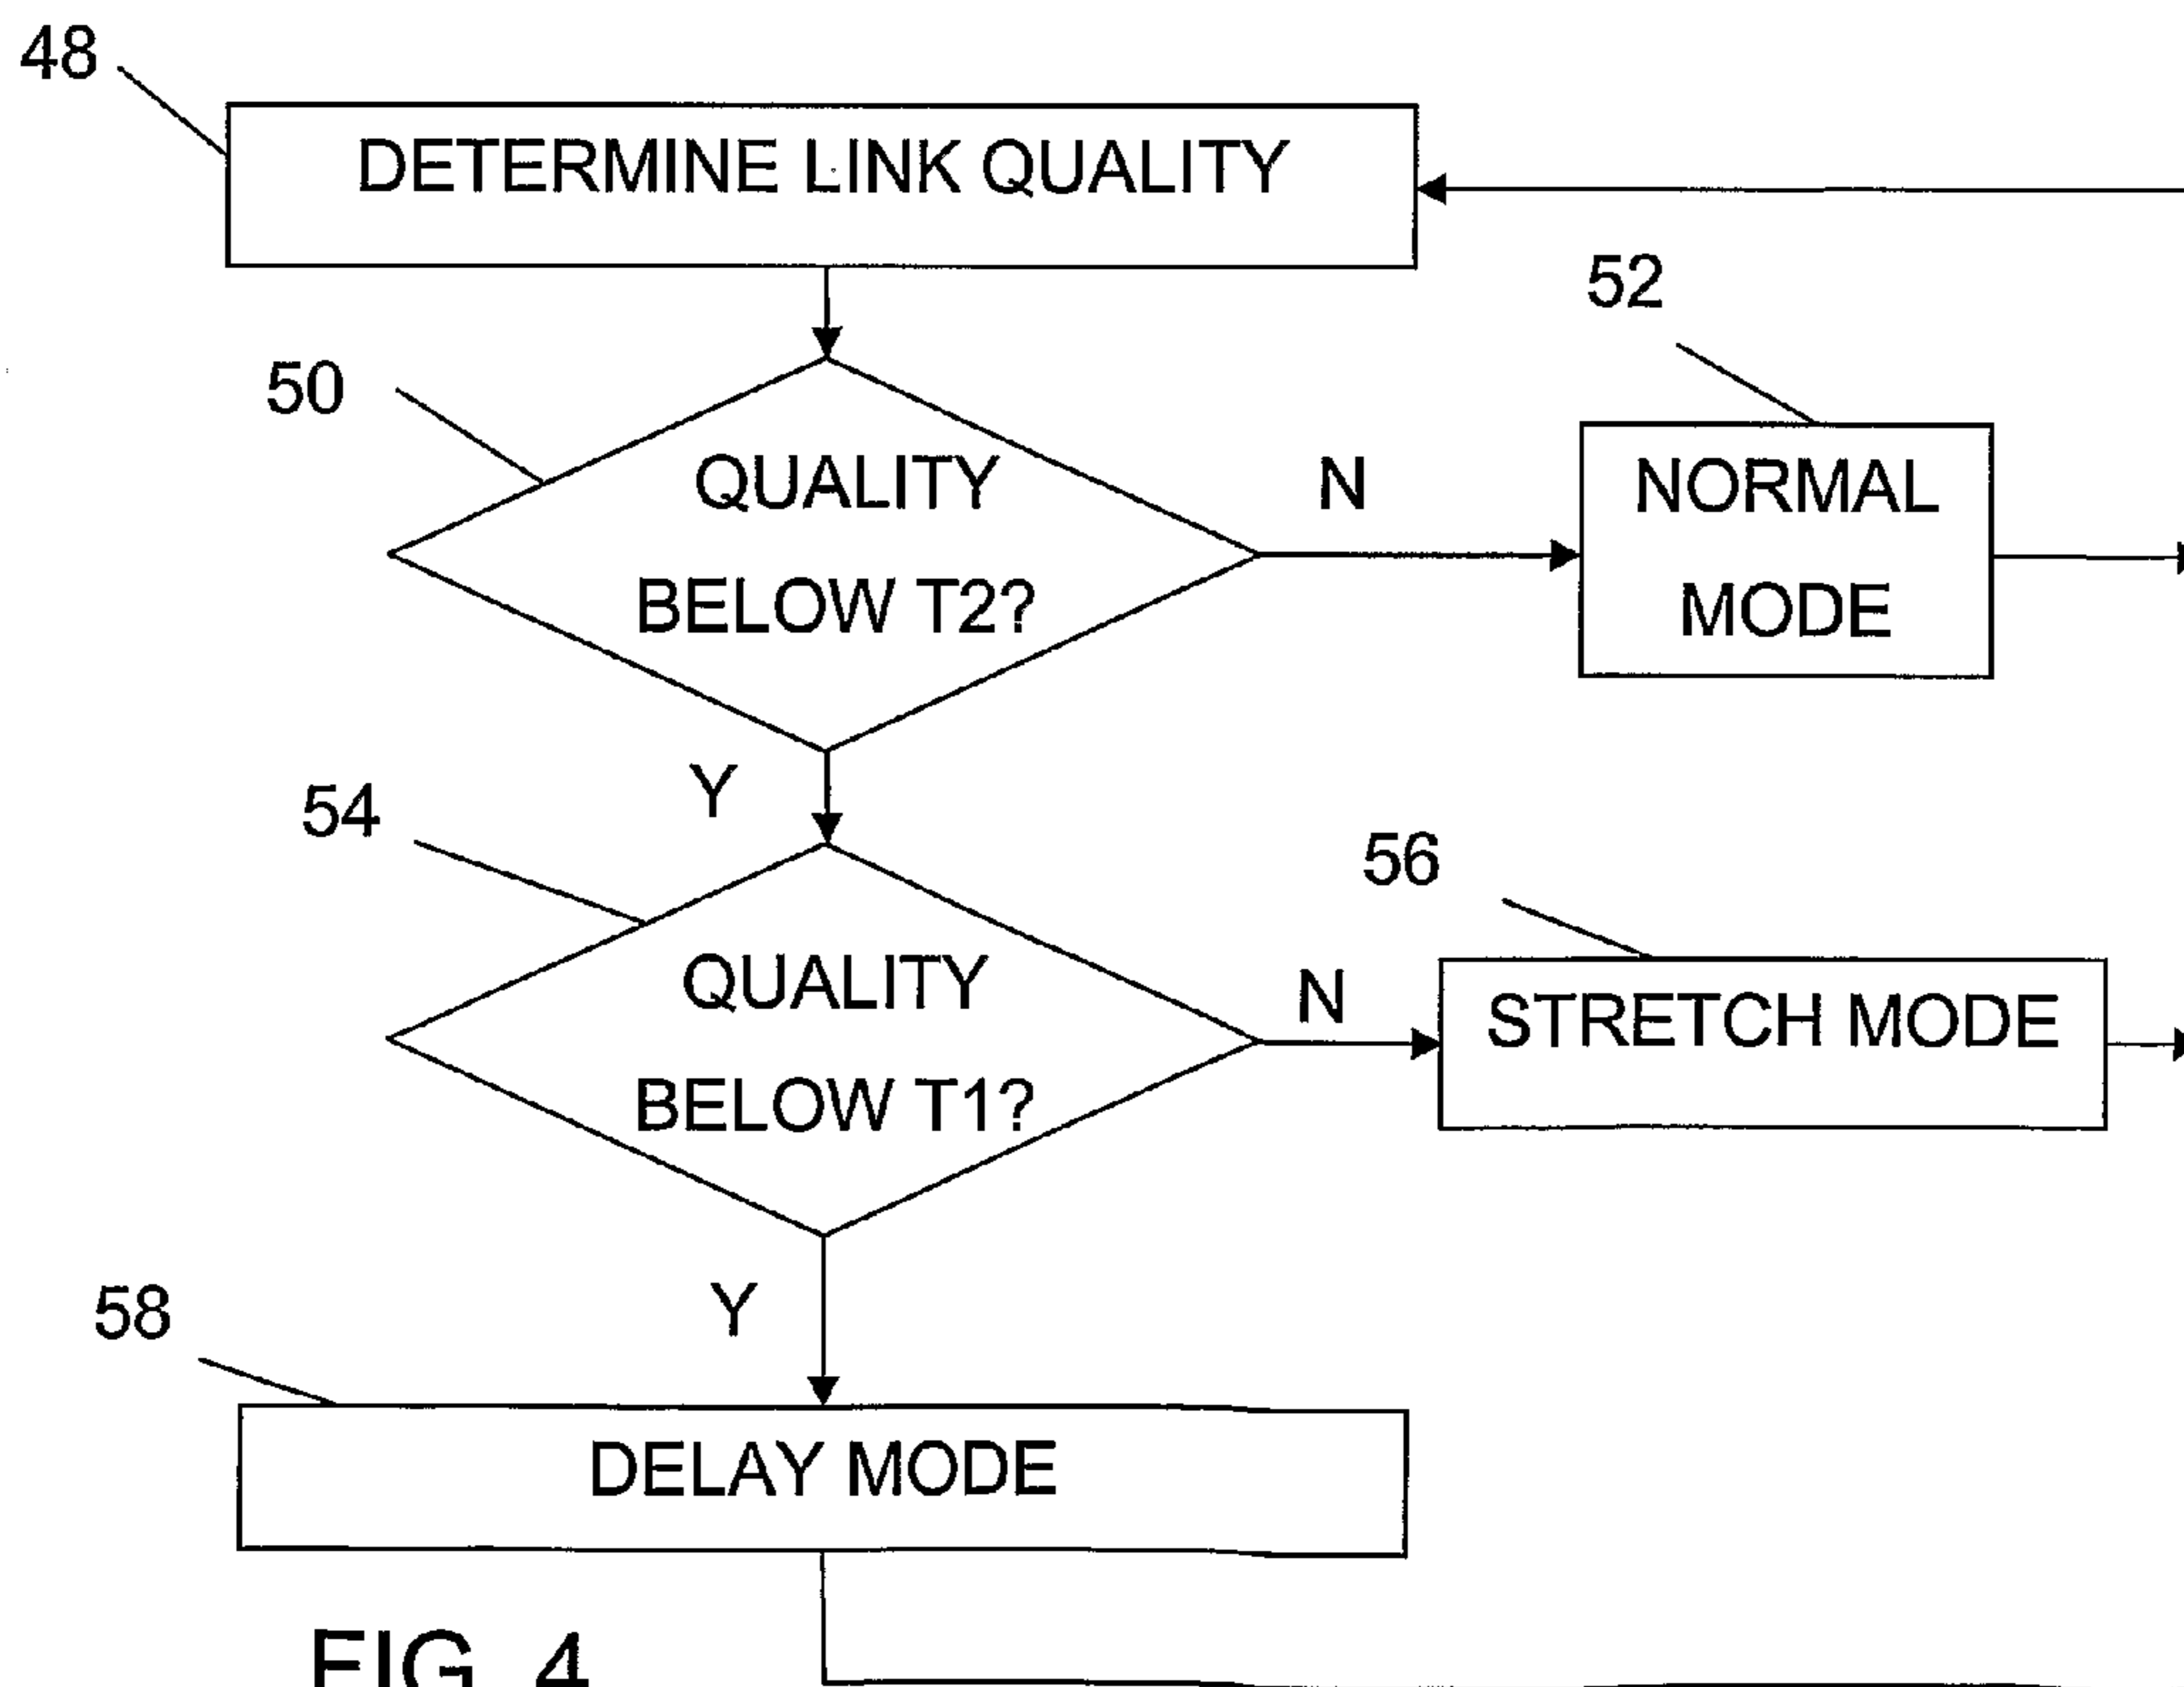 48
DETERMINE LINK QUALITY
52
50
QUALITY
BELOW T2?
N
NORMAL
MODE
Y
54
56
QUALITY
BELOW T1?
N
STRETCH MODE
Y
58
DELAY MODE
FIG. 4